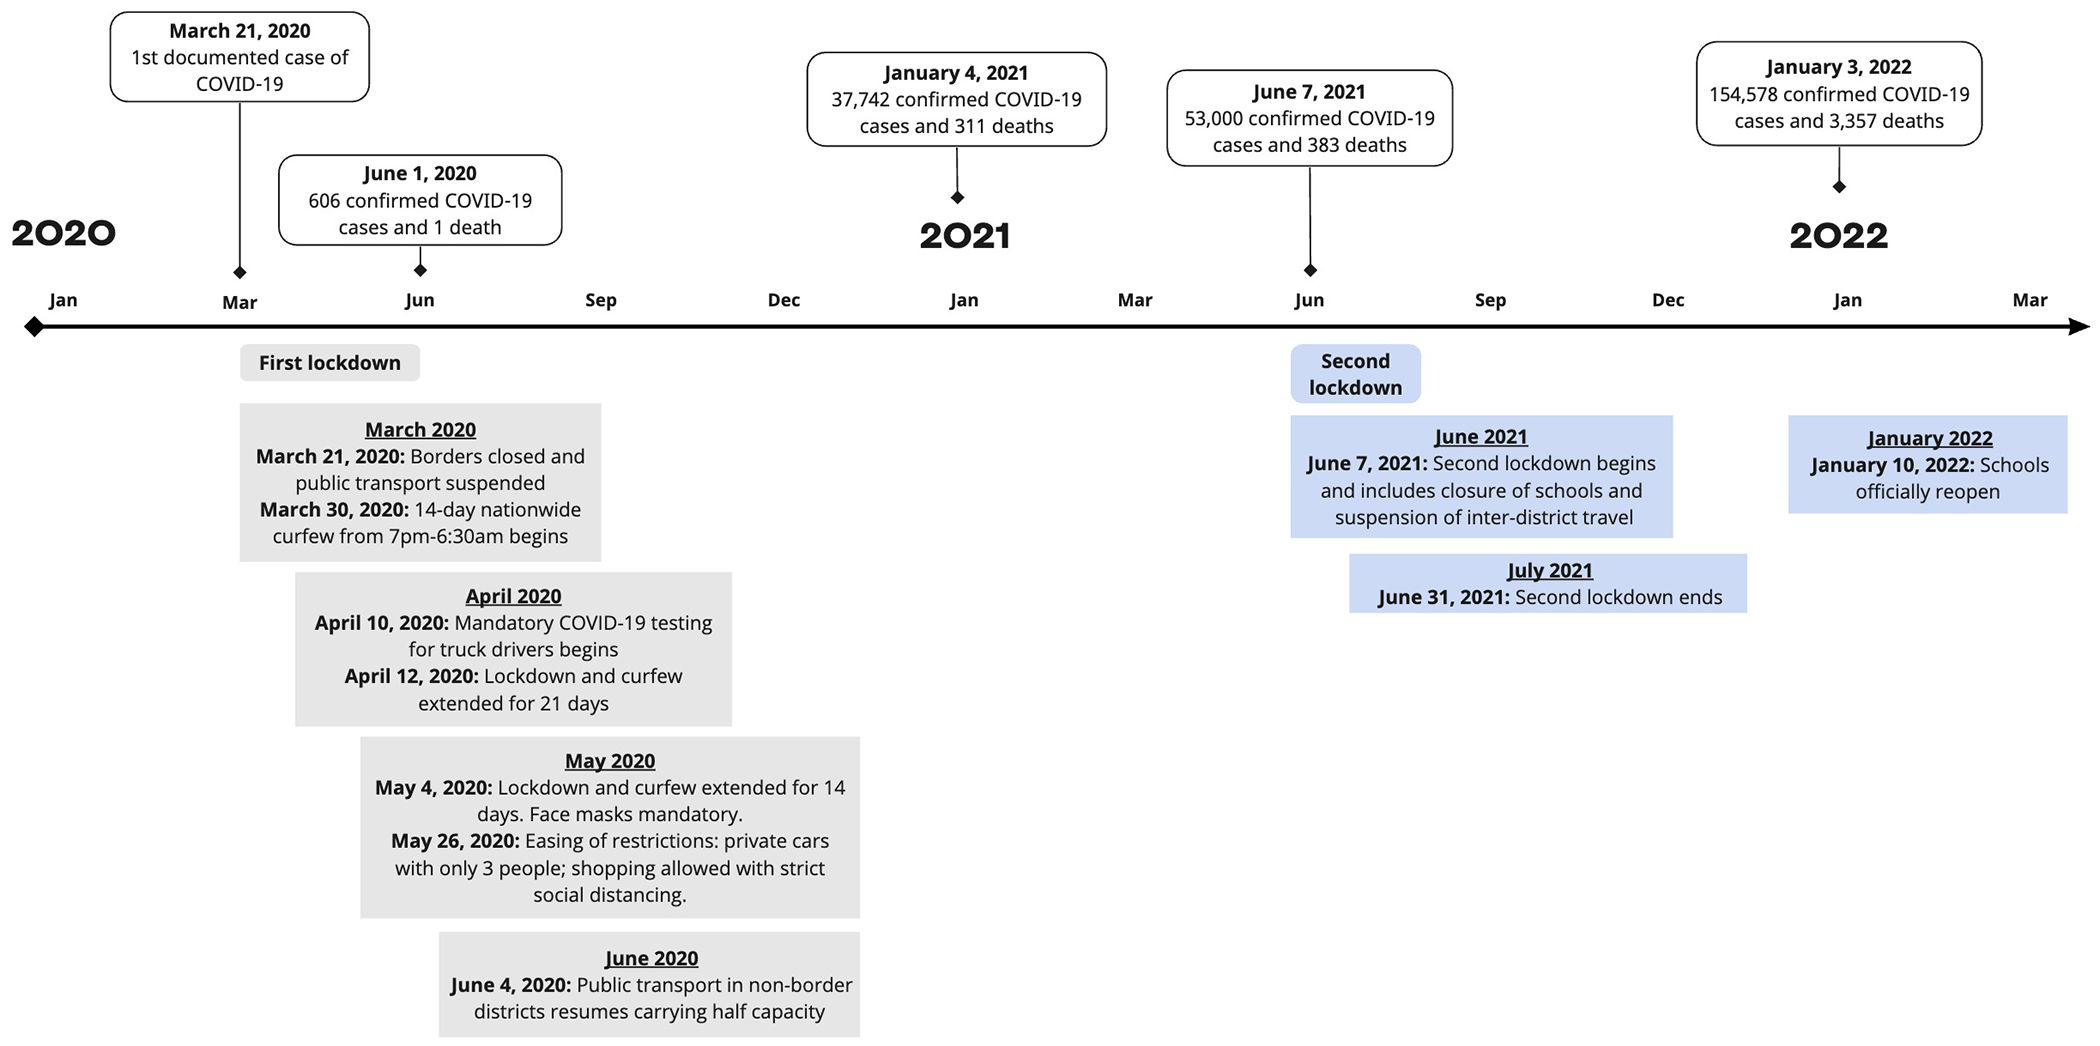 March 21, 2020
1st documented case of
COVID-19
June 1, 2020
606 confirmed COVID-19
cases and 1 death
January 4, 2021
37,742 confirmed COVID-19
cases and 311 deaths
June 7, 2021
53,000 confirmed COVID-19
cases and 383 deaths
January 3, 2022
154,578 confirmed COVID-19
cases and 3,357 deaths
2020
2021
2022
Jan
Mar
Jun
Sep
Dec
Jan
Mar
Jun
Sep
Dec
Jan
Mar
First lockdown
March 2020
March 21, 2020: Borders closed and
public transport suspended
March 30, 2020: 14-day nationwide
curfew from 7pm-6:30am begins
April 2020
April 10, 2020: Mandatory COVID-19 testing
for truck drivers begins
April 12, 2020: Lockdown and curfew
extended for 21 days
May 2020
May 4, 2020: Lockdown and curfew extended for 14
days. Face masks mandatory.
May 26, 2020: Easing of restrictions: private cars
with only 3 people; shopping allowed with strict
social distancing.
June 2020
June 4, 2020: Public transport in non-border
districts resumes carrying half capacity
Second
lockdown
June 2021
June 7, 2021: Second lockdown begins
and includes closure of schools and
suspension of inter-district travel
July 2021
June 31, 2021: Second lockdown ends
January 2022
January 10, 2022: Schools
officially reopen